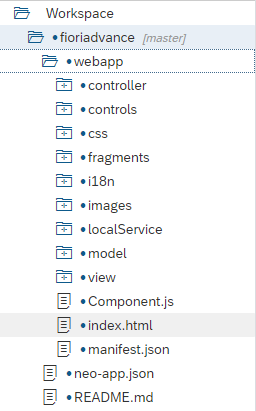 Workspace
•fioriadvance [master]
•webapp
•controller
•controls
•css
•fragments
•i18n
•images
•localService
•model
•view
•Component.js
•index.html
•manifest.json
•neo-app.json
•README.md